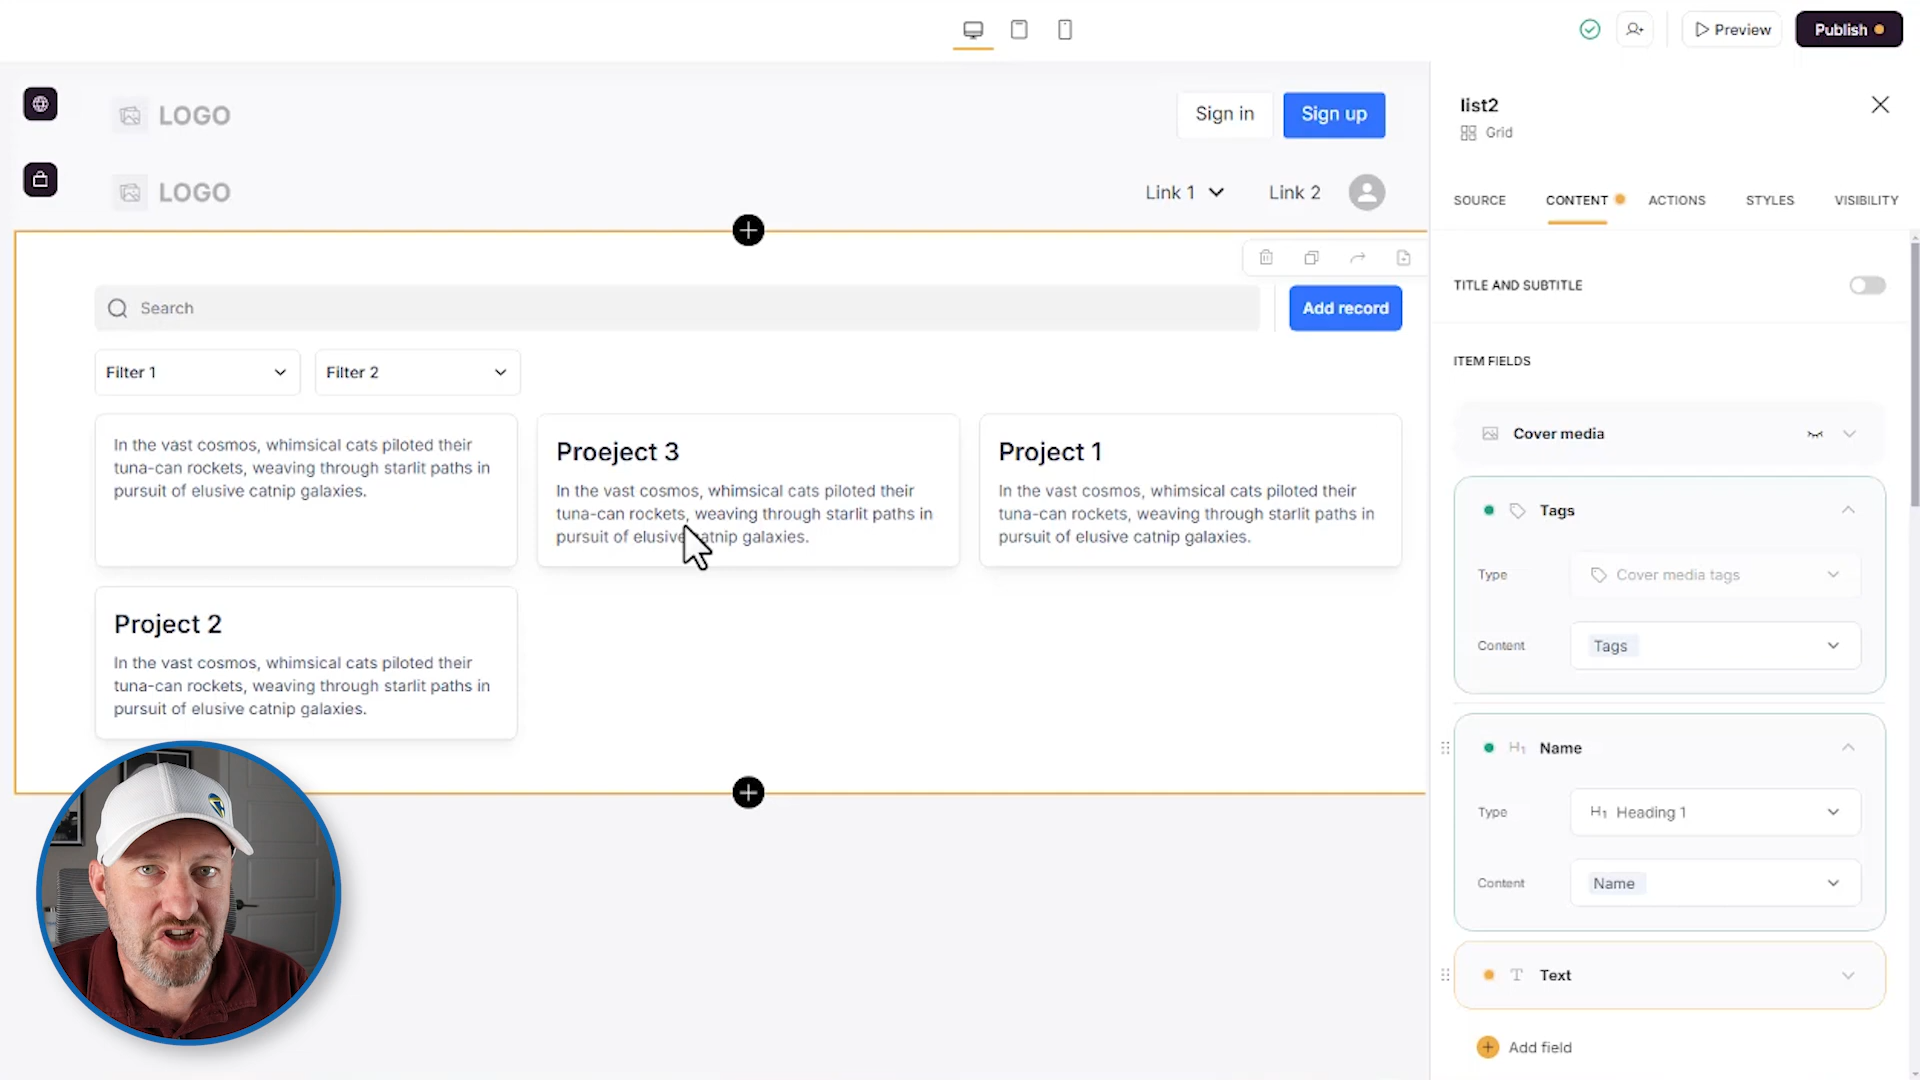 Preview
Publish
LOGO
Sign in
Sign up
LOGO
Link 1
Link 2
Search
Add record
Filter 1
Filter 2
In the vast cosmos, whimsical cats piloted their
tuna-can rockets, weaving through starlit paths in
pursuit of elusive catnip galaxies.
Proeject 3
In the vast cosmos, whimsical cats piloted their
tuna-can rockets, weaving through starlit paths in
pursuit of elusive catnip galaxies.
Project 1
In the vast cosmos, whimsical cats piloted their
tuna-can rockets, weaving through starlit paths in
pursuit of elusive catnip galaxies.
Project 2
In the vast cosmos, whimsical cats piloted their
tuna-can rockets, weaving through starlit paths in
pursuit of elusive catnip galaxies.
list2
Grid
SOURCE
CONTENT
ACTIONS
STYLES
VISIBILITY
TITLE AND SUBTITLE
ITEM FIELDS
Cover media
Tags
Type
Cover media tags
Content
Tags
H1 Name
Type
H1 Heading 1
Content
Name
T Text
Add field